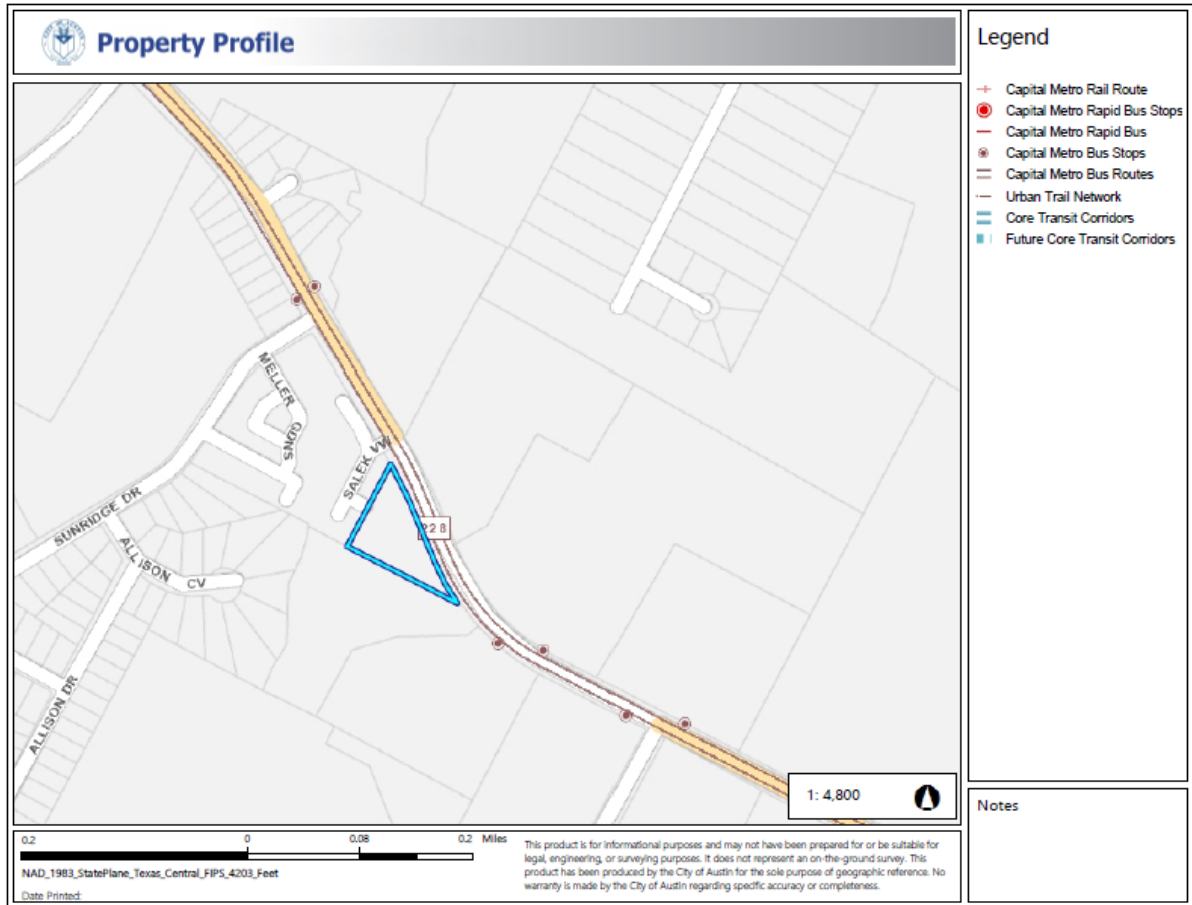 Property Profile
Legend
Capital Metro Rail Route
Capital Metro Rapid Bus Stops
Capital Metro Rapid Bus
Capital Metro Bus Stops
Capital Metro Bus Routes
Urban Trail Network
Core Transit Corridors
Future Core Transit Corridors
MELLER GDNS
SALEK VW
228
SUNRIDGE DR
ALLISON CV
ALLISON DR
1: 4,800
Notes
0.2 0 0.08 0.2 Miles
NAD_1983_StatePlane_Texas_Central_FIPS_4203_Feet
Date Printed:
This product is for informational purposes and may not have been prepared for or be suitable for
legal, engineering, or surveying purposes. It does not represent an on-the-ground survey. This
product has been produced by the City of Austin for the sole purpose of geographic reference. No
warranty is made by the City of Austin regarding specific accuracy or completeness.